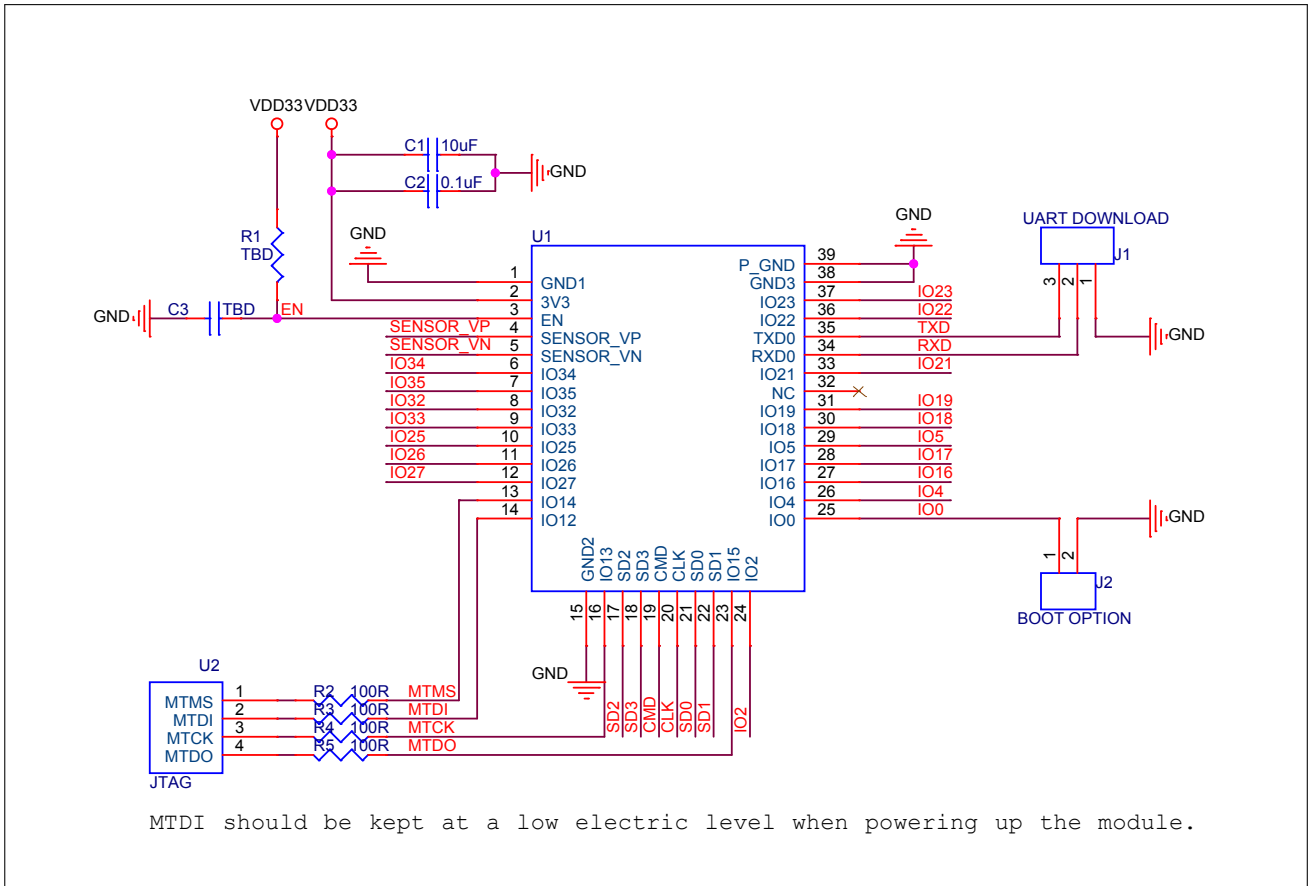 VDD33 VDD33
C1 10uF
GND
C2 0.1uF
R1
TBD
GND
GND C3 TBD EN
U1
1 GND1
2 3V3
3 EN
SENSOR_VP 4 SENSOR_VP
SENSOR_VN 5 SENSOR_VN
IO34 6 IO34
IO35 7 IO35
IO32 8 IO32
IO33 9 IO33
IO25 10 IO25
IO26 11 IO26
IO27 12 IO27
13 IO14
14 IO12
GND
P_GND 39
GND3 38
IO23 37 IO23
IO22 36 IO22
TXD0 35 TXD
RXD0 34 RXD
IO21 33 IO21
NC 32
IO19 31 IO19
IO18 30 IO18
IO5 29 IO5
IO17 28 IO17
IO16 27 IO16
IO4 26 IO4
IO0 25 IO0
UART DOWNLOAD
J1
3 2 1
GND
GND
1 2
J2
BOOT OPTION
GND2 IO13 SD2 SD3 CMD CLK SD0 SD1 IO15 IO2
15 16 17 18 19 20 21 22 23 24
GND
SD2 SD3 CMD CLK SD0 SD1 IO2
U2
MTMS 1 R2 100R MTMS
MTDI 2 R3 100R MTDI
MTCK 3 R4 100R MTCK
MTDO 4 R5 100R MTDO
JTAG
MTDI should be kept at a low electric level when powering up the module.